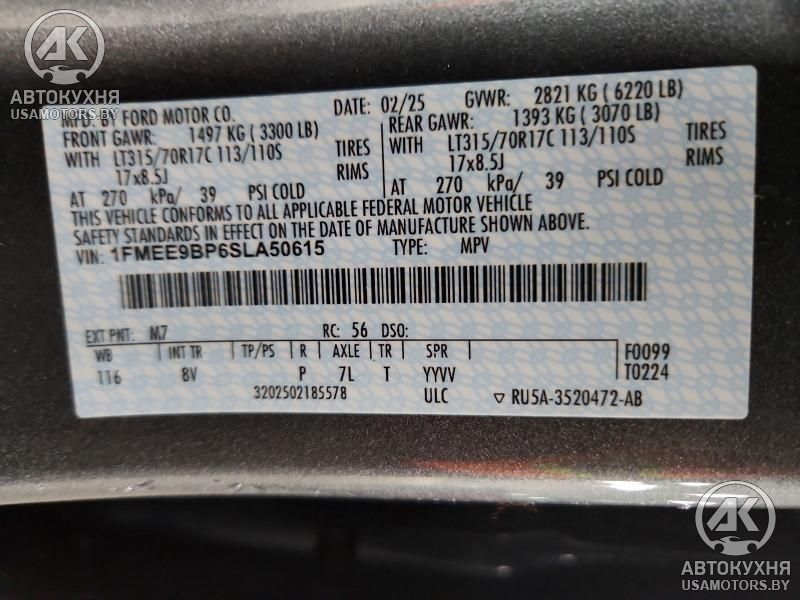 АК
АВТОКУХНЯ
USAMOTORS.BY
MFD. BY FORD MOTOR CO. DATE: 02/25 GVWR: 2821 KG ( 6220 LB)
FRONT GAWR: 1497 KG ( 3300 LB) REAR GAWR: 1393 KG ( 3070 LB)
WITH LT315/70R17C 113/110S TIRES WITH LT315/70R17C 113/110S TIRES
17x8.5J RIMS 17x8.5J RIMS
AT 270 kPa/ 39 PSI COLD AT 270 kPa/ 39 PSI COLD
THIS VEHICLE CONFORMS TO ALL APPLICABLE FEDERAL MOTOR VEHICLE
SAFETY STANDARDS IN EFFECT ON THE DATE OF MANUFACTURE SHOWN ABOVE.
VIN: 1FMEE9BP6SLA50615 TYPE: MPV
EXT PNT: M7 RC: 56 DSO:
WB INT TR TP/PS R AXLE TR SPR F0099
116 8V P 7L T YYVV T0224
3202502185578 ULC ▽ RU5A-3520472-AB
АК
АВТОКУХНЯ
USAMOTORS.BY